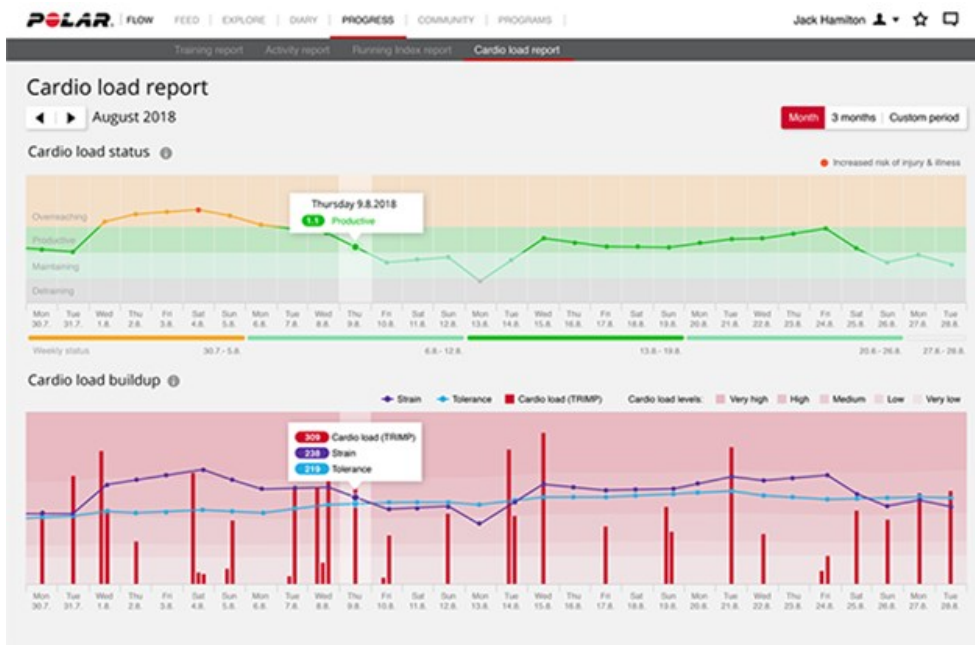 POLAR. FLOW FEED EXPLORE DIARY PROGRESS COMMUNITY PROGRAMS Jack Hamilton
Training report Activity report Running Index report Cardio load report
Cardio load report
August 2018 Month 3 months Custom period
Cardio load status
Increased risk of injury & illness
Thursday 9.8.2018
1.1 Productive
Overreaching
Productive
Maintaining
Detraining
Mon Tue Wed Thu Fri Sat Sun Mon Tue Wed Thu Fri Sat Sun Mon Tue Wed Thu Fri Sat Sun Mon Tue Wed Thu Fri Sat Sun Mon Tue
30.7. 31.7. 1.8. 2.8. 3.8. 4.8. 5.8. 6.8. 7.8. 8.8. 9.8. 10.8. 11.8. 12.8. 13.8. 14.8. 15.8. 16.8. 17.8. 18.8. 19.8. 20.8. 21.8. 22.8. 23.8. 24.8. 25.8. 26.8. 27.8. 28.8.
Weekly status 30.7 - 5.8. 6.8. - 12.8. 13.8. - 19.8. 20.8. - 26.8. 27.8. - 28.8.
Cardio load buildup
Strain Tolerance Cardio load (TRIMP) Cardio load levels: Very high High Medium Low Very low
309 Cardio load (TRIMP)
238 Strain
219 Tolerance
Mon Tue Wed Thu Fri Sat Sun Mon Tue Wed Thu Fri Sat Sun Mon Tue Wed Thu Fri Sat Sun Mon Tue Wed Thu Fri Sat Sun Mon Tue
30.7. 31.7. 1.8. 2.8. 3.8. 4.8. 5.8. 6.8. 7.8. 8.8. 9.8. 10.8. 11.8. 12.8. 13.8. 14.8. 15.8. 16.8. 17.8. 18.8. 19.8. 20.8. 21.8. 22.8. 23.8. 24.8. 25.8. 26.8. 27.8. 28.8.